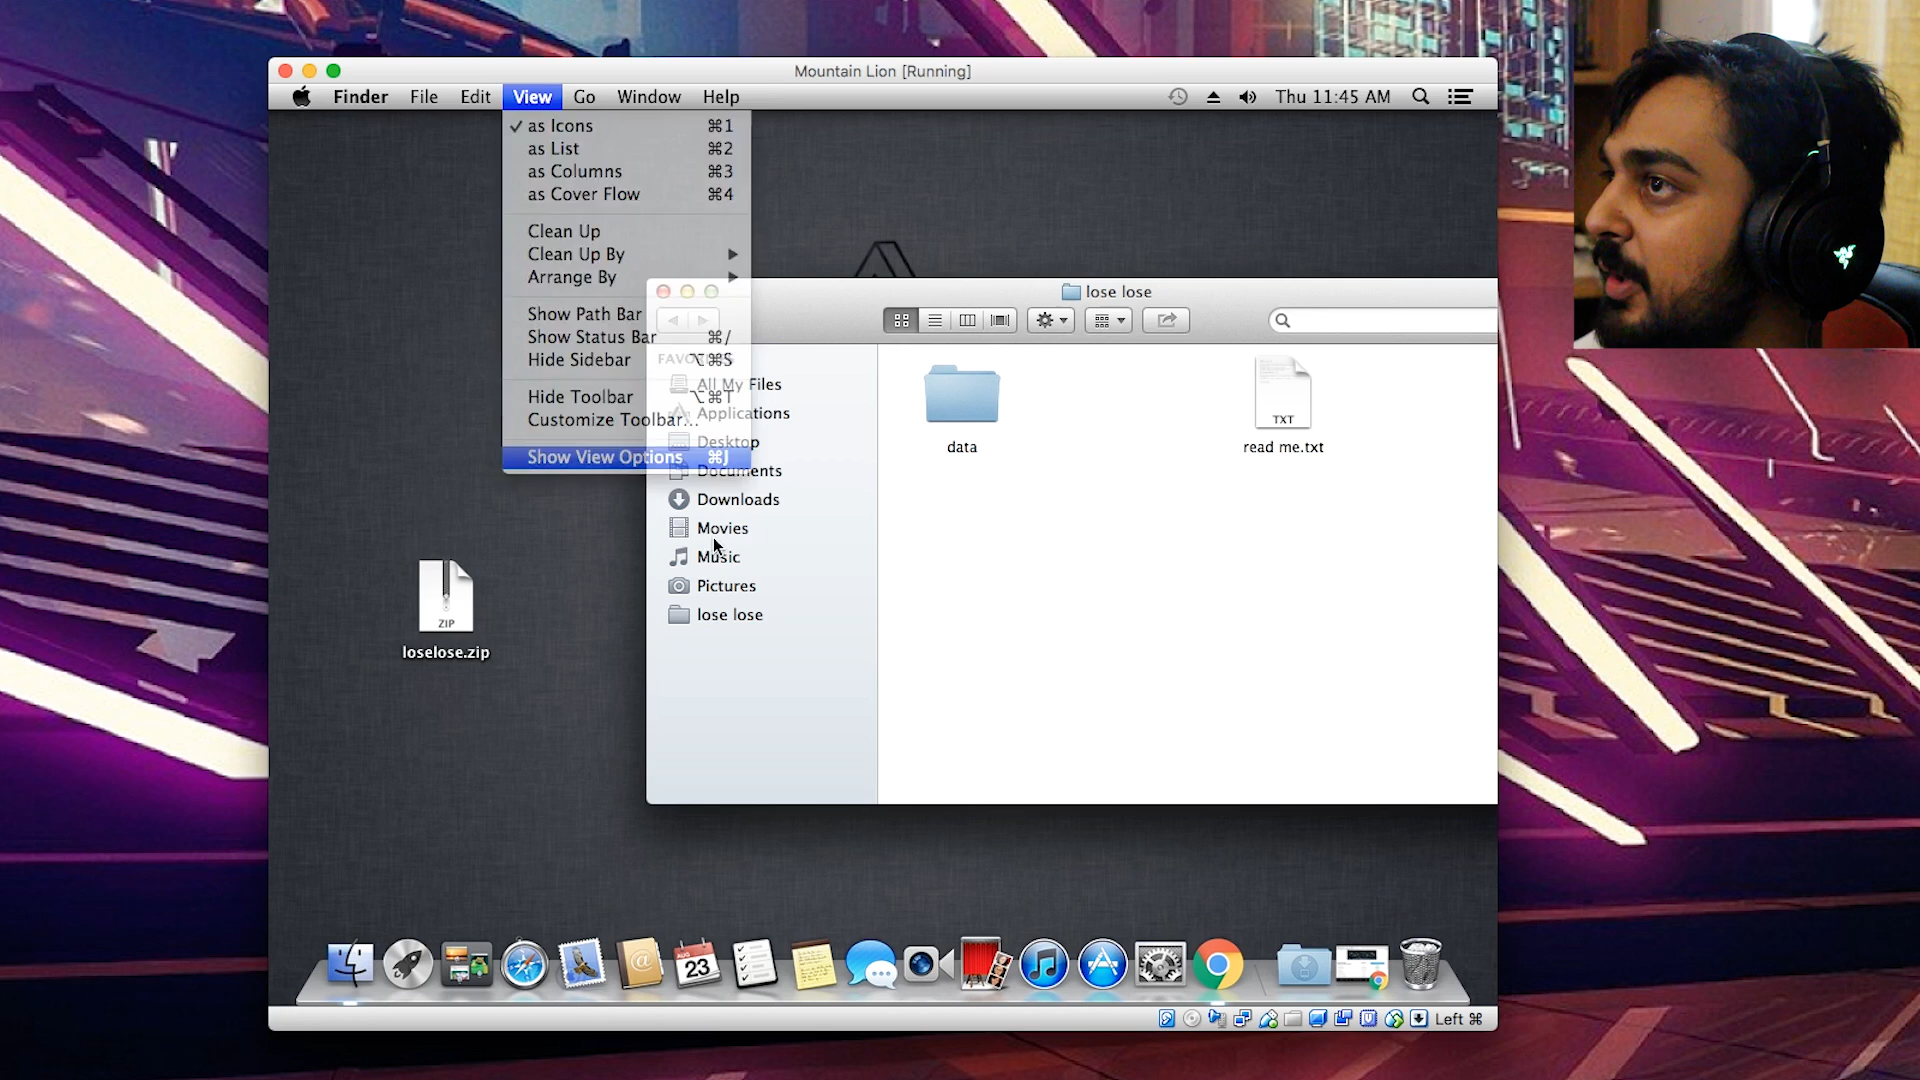 Mountain Lion [Running]
Finder File Edit View Go Window Help
Thu 11:45 AM
✓ as Icons ⌘1
as List ⌘2
as Columns ⌘3
as Cover Flow ⌘4
Clean Up
Clean Up By
Arrange By
Show Path Bar
Show Status Bar ⌘/
Hide Sidebar ⌥⌘S
Hide Toolbar ⌥⌘T
Customize Toolbar...
Show View Options ⌘J
lose lose
All My Files
Applications
Desktop
Documents
Downloads
Movies
Music
Pictures
lose lose
data
TXT
read me.txt
ZIP
loselose.zip
AUG
23
Left ⌘